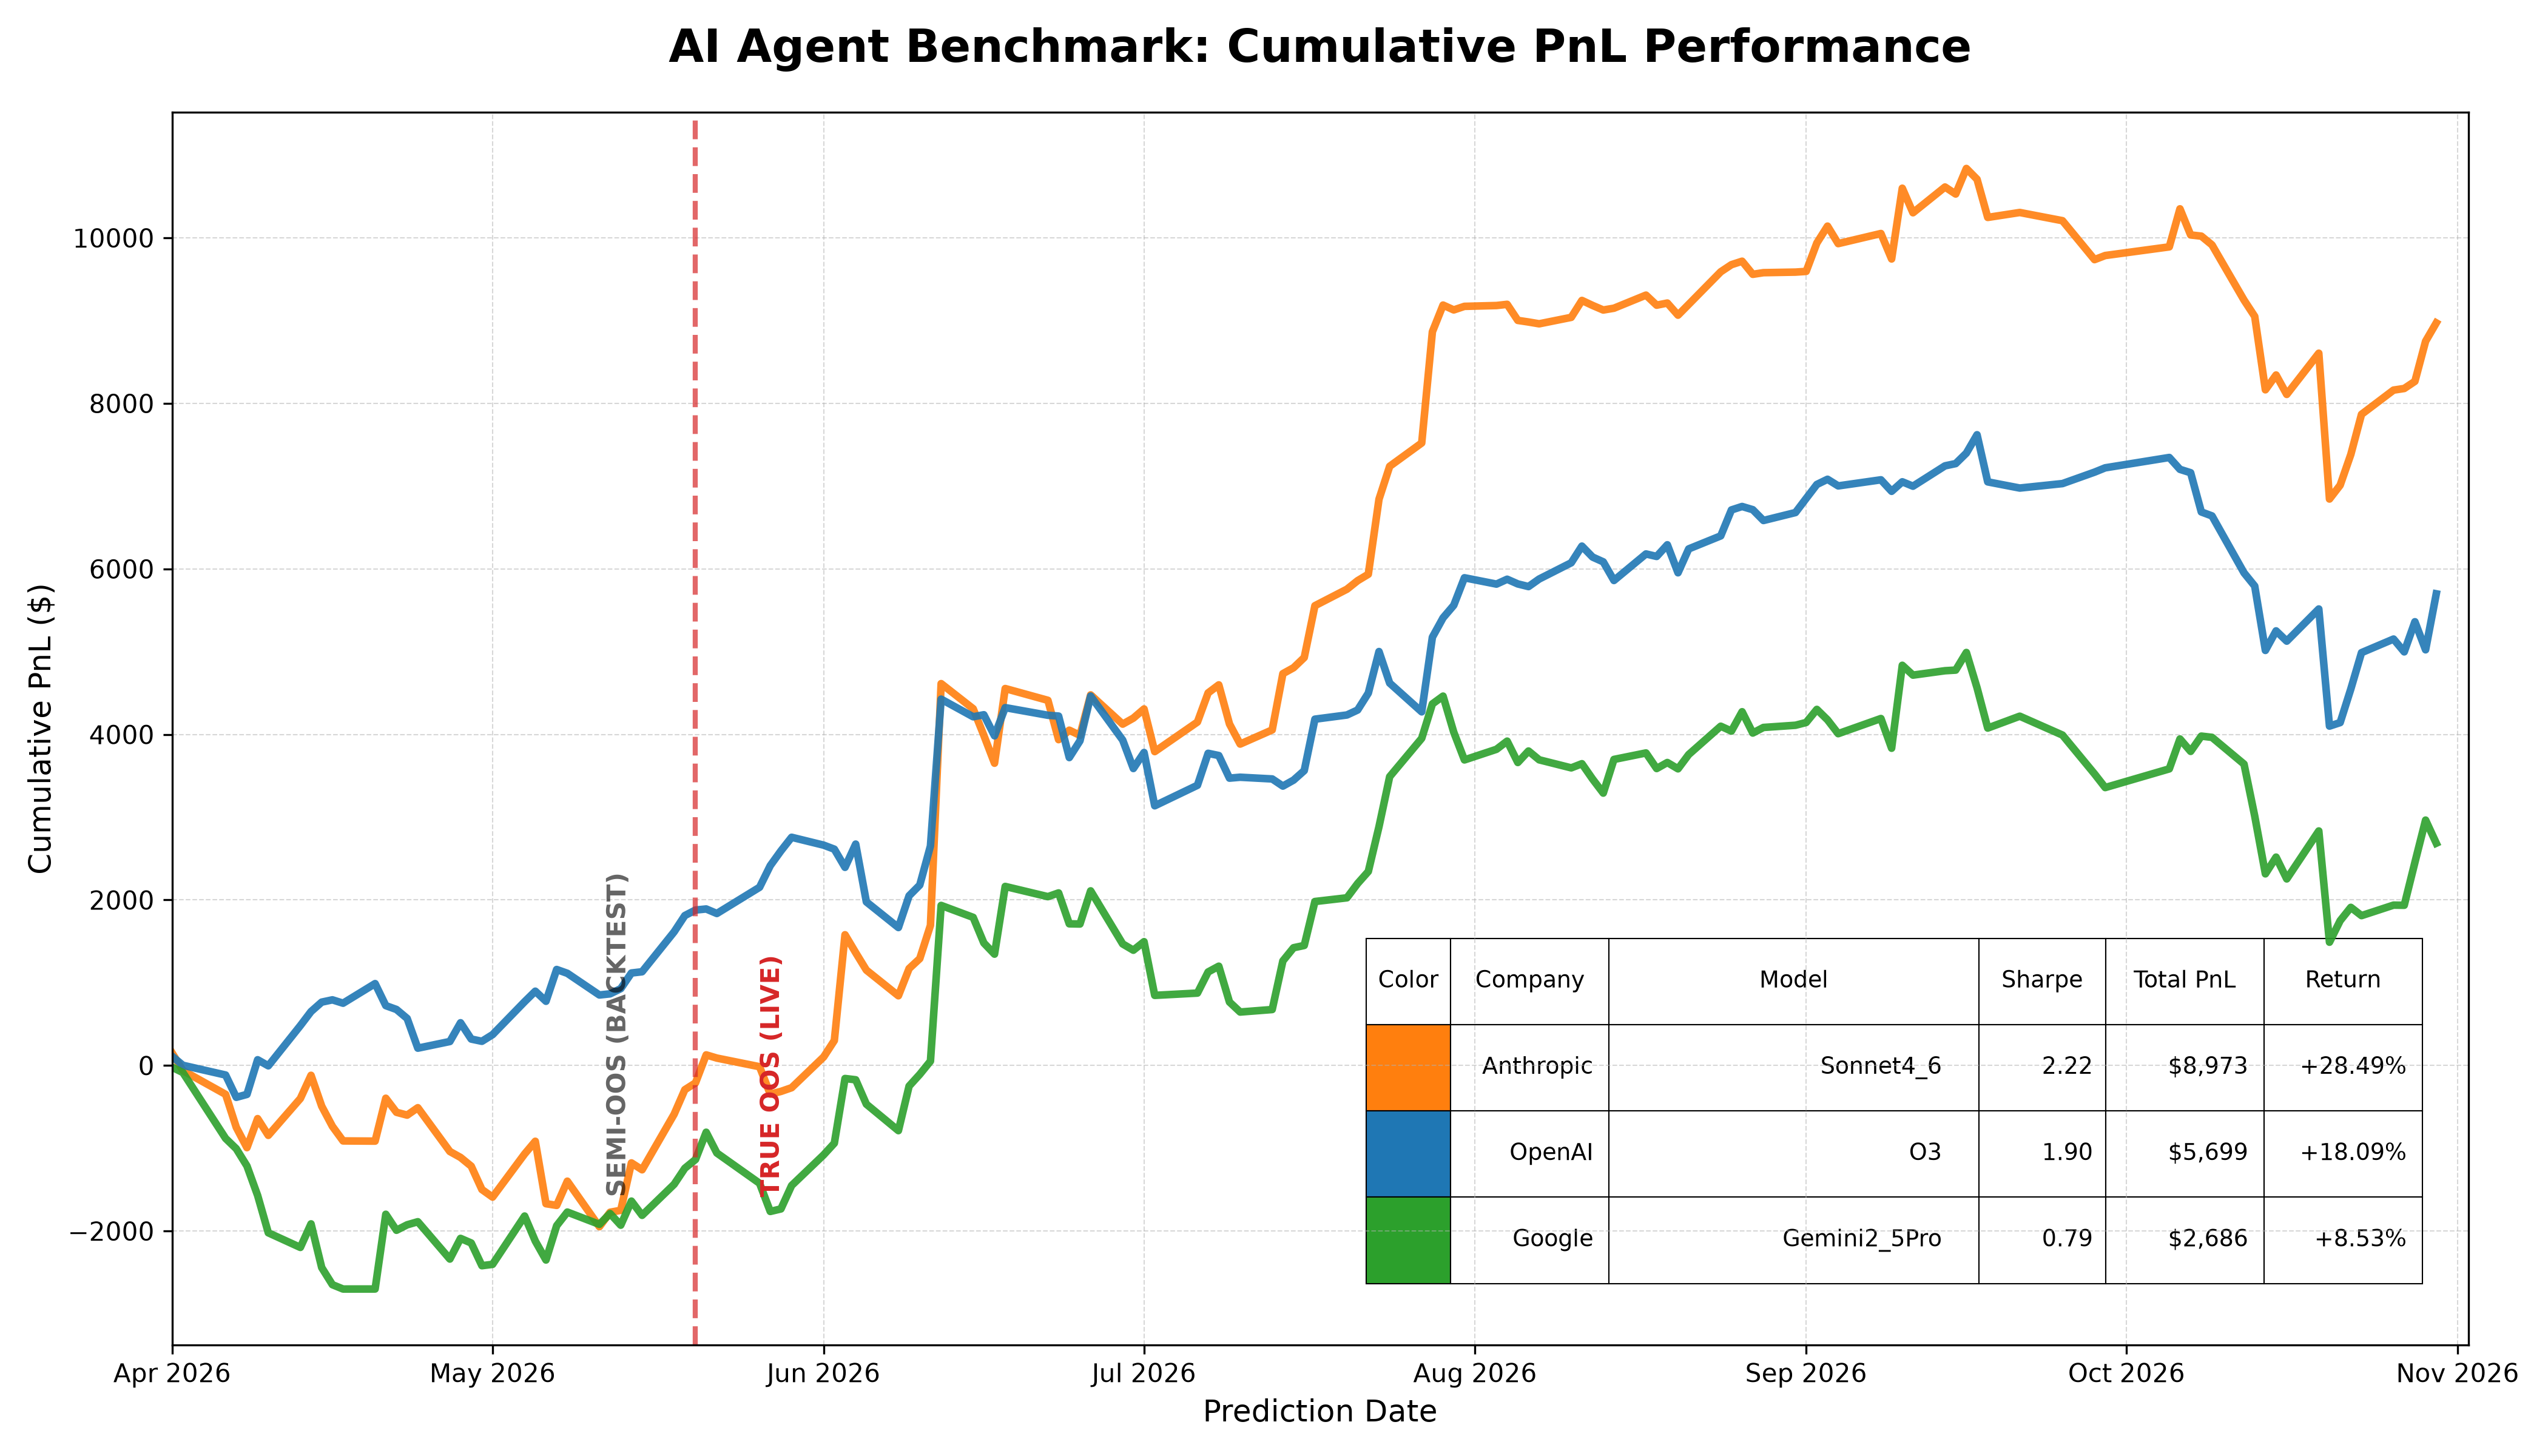 AI Agent Benchmark: Cumulative PnL Performance
Cumulative PnL ($)
10000
8000
6000
4000
2000
0
−2000
SEMI-OOS (BACKTEST)
TRUE OOS (LIVE)
Color Company Model Sharpe Total PnL Return
Anthropic Sonnet4_6 2.22 $8,973 +28.49%
OpenAI O3 1.90 $5,699 +18.09%
Google Gemini2_5Pro 0.79 $2,686 +8.53%
Apr 2026 May 2026 Jun 2026 Jul 2026 Aug 2026 Sep 2026 Oct 2026 Nov 2026
Prediction Date